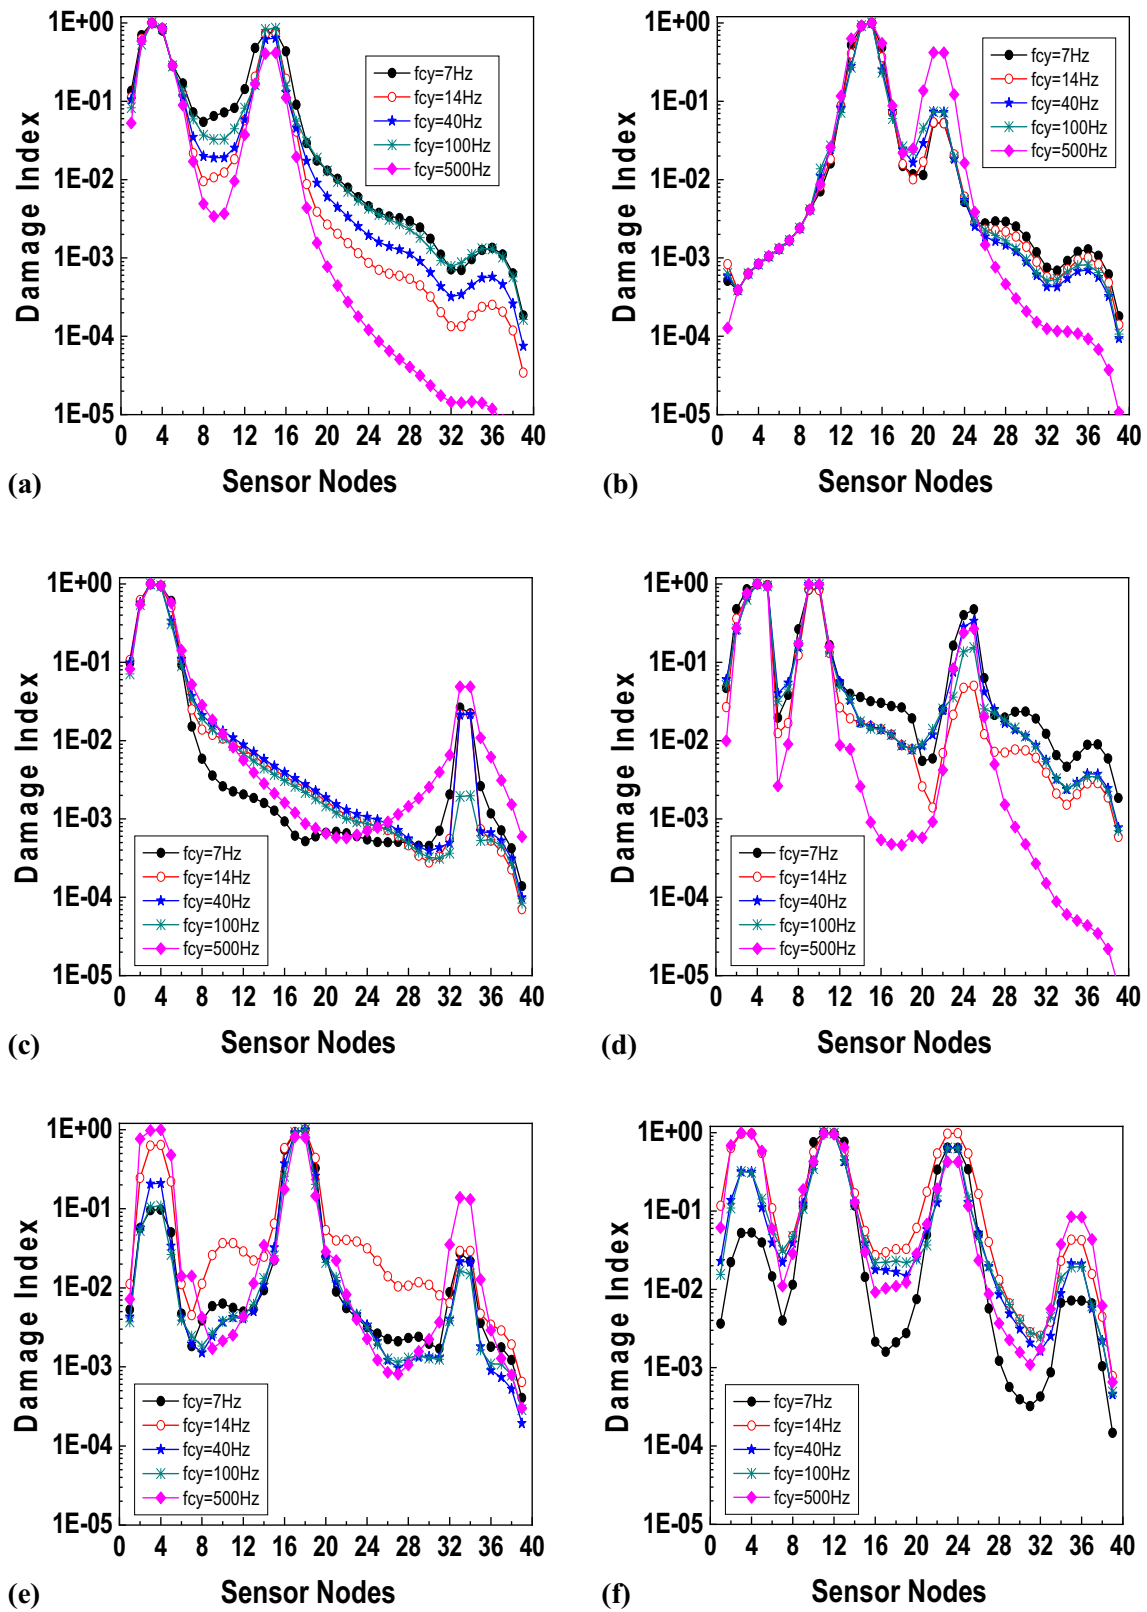 1E+00
1E-01
1E-02
1E-03
1E-04
1E-05
Damage Index
0 4 8 12 16 20 24 28 32 36 40
Sensor Nodes
fcy=7Hz
fcy=14Hz
fcy=40Hz
fcy=100Hz
fcy=500Hz
(a)
1E+00
1E-01
1E-02
1E-03
1E-04
1E-05
Damage Index
0 4 8 12 16 20 24 28 32 36 40
Sensor Nodes
fcy=7Hz
fcy=14Hz
fcy=40Hz
fcy=100Hz
fcy=500Hz
(b)
1E+00
1E-01
1E-02
1E-03
1E-04
1E-05
Damage Index
0 4 8 12 16 20 24 28 32 36 40
Sensor Nodes
fcy=7Hz
fcy=14Hz
fcy=40Hz
fcy=100Hz
fcy=500Hz
(c)
1E+00
1E-01
1E-02
1E-03
1E-04
1E-05
Damage Index
0 4 8 12 16 20 24 28 32 36 40
Sensor Nodes
fcy=7Hz
fcy=14Hz
fcy=40Hz
fcy=100Hz
fcy=500Hz
(d)
1E+00
1E-01
1E-02
1E-03
1E-04
1E-05
Damage Index
0 4 8 12 16 20 24 28 32 36 40
Sensor Nodes
fcy=7Hz
fcy=14Hz
fcy=40Hz
fcy=100Hz
fcy=500Hz
(e)
1E+00
1E-01
1E-02
1E-03
1E-04
1E-05
Damage Index
0 4 8 12 16 20 24 28 32 36 40
Sensor Nodes
fcy=7Hz
fcy=14Hz
fcy=40Hz
fcy=100Hz
fcy=500Hz
(f)